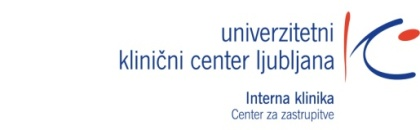 univerzitetni
klinični center ljubljana
Interna klinika
Center za zastrupitve